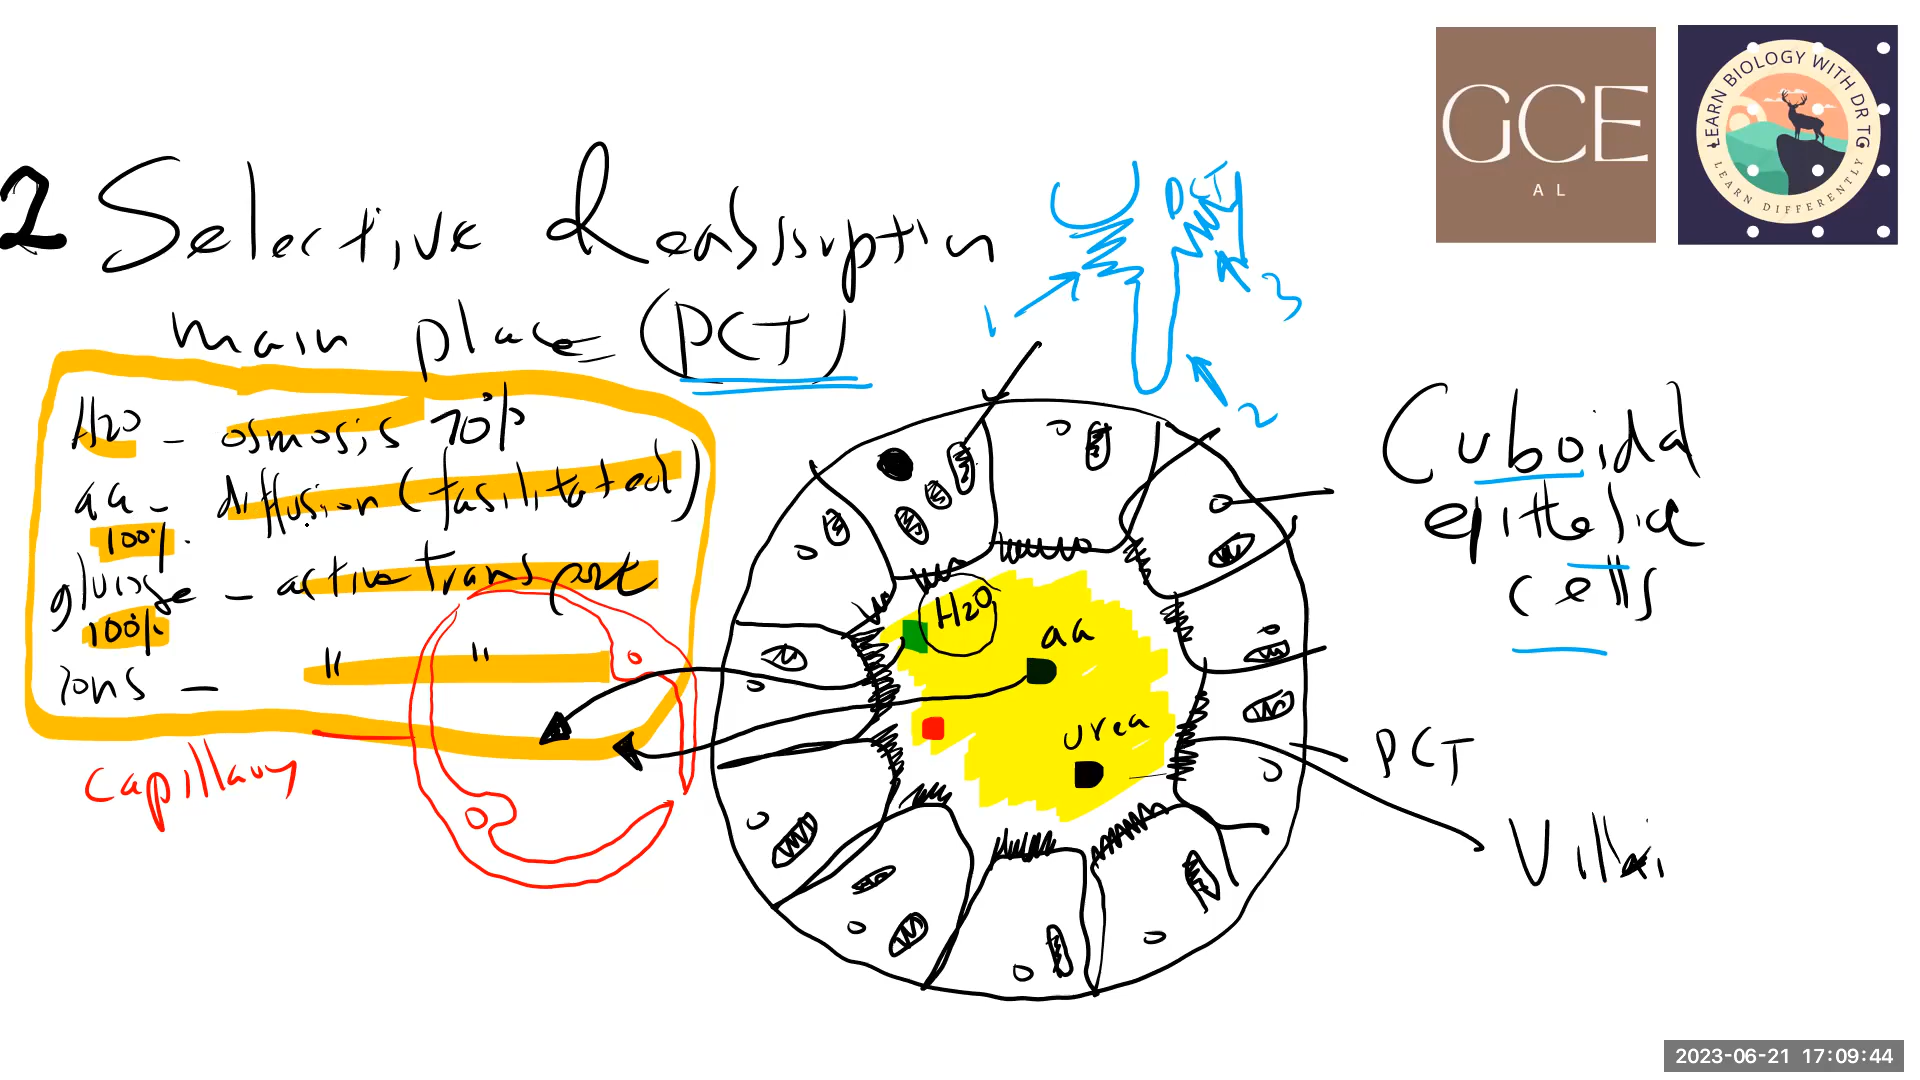 2 Selective Reabsorption
main place (PCT)
H2O - osmosis 70%
aa - diffusion (fasilitated)
100%.
glucose - active transport
100%
ions - " "
capillary
H2O
aa
urea
1
2
3
DCT
Cuboidal
epithelial
cells
PCT
Villi
GCE
AL
LEARN BIOLOGY WITH DR TG
LEARN DIFFERENTLY
2023-06-21 17:09:44